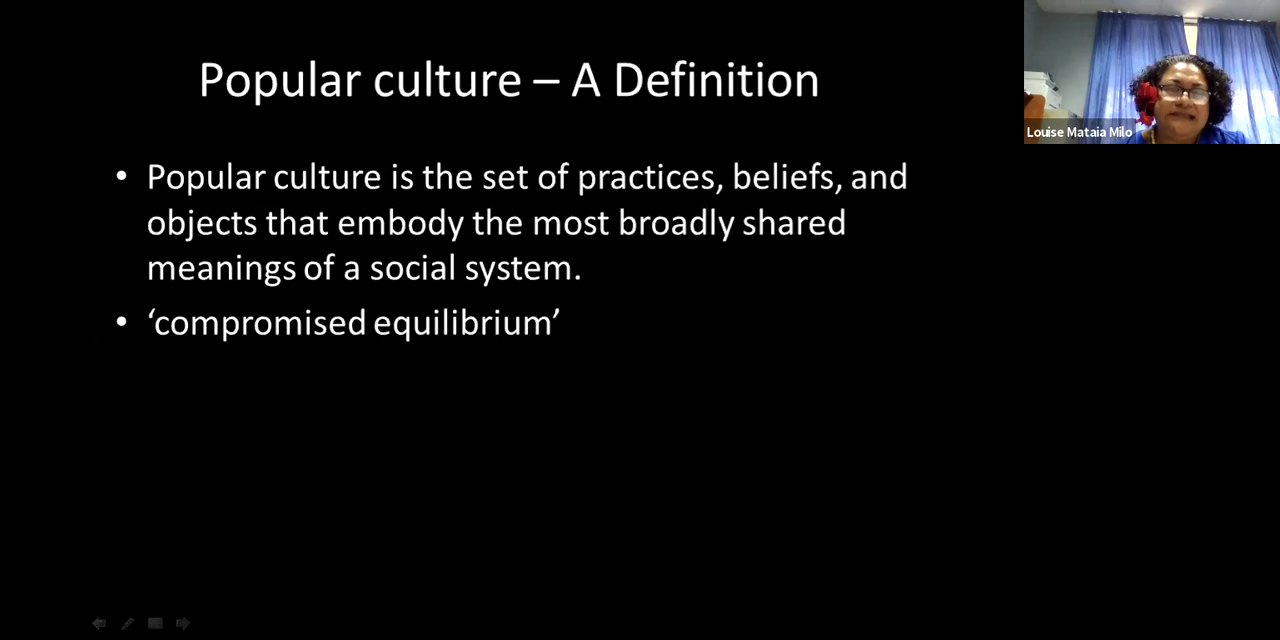 Popular culture – A Definition
Louise Mataia Milo
• Popular culture is the set of practices, beliefs, and
objects that embody the most broadly shared
meanings of a social system.
• ‘compromised equilibrium’